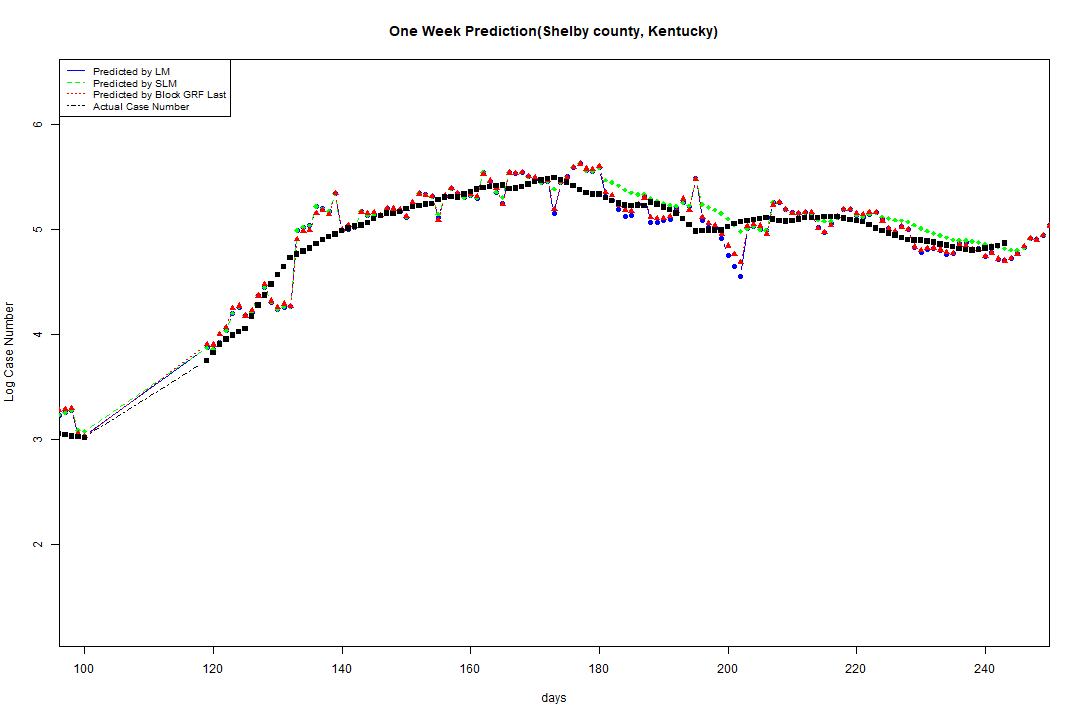 One Week Prediction(Shelby county, Kentucky)
Predicted by LM
Predicted by SLM
Predicted by Block GRF Last
Actual Case Number
6
5
4
3
2
Log Case Number
100 120 140 160 180 200 220 240
days